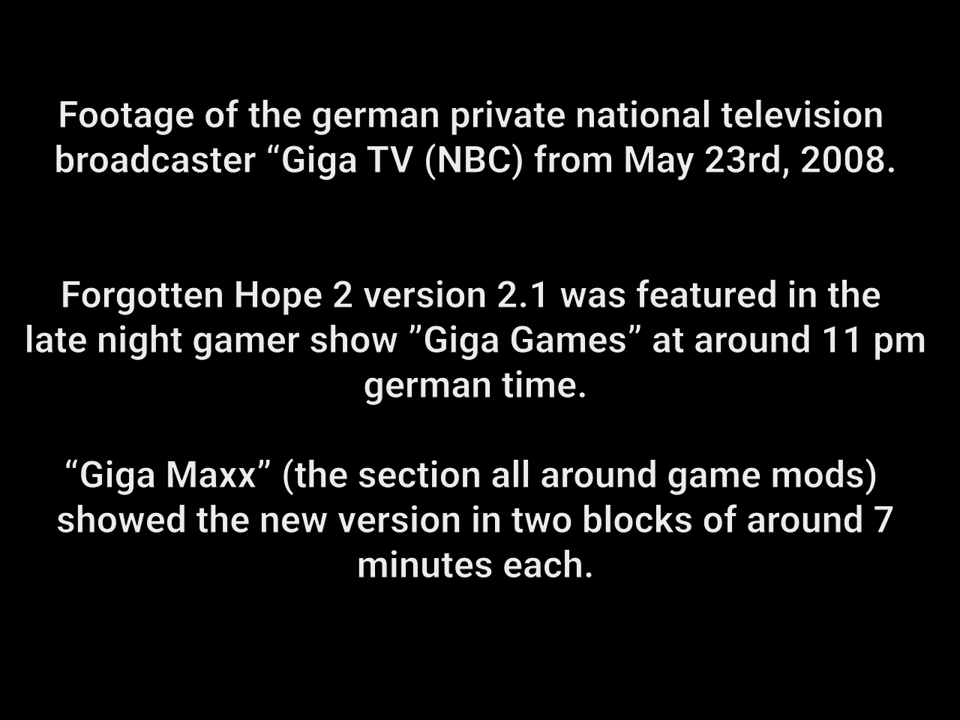 Footage of the german private national television
broadcaster “Giga TV (NBC) from May 23rd, 2008.
Forgotten Hope 2 version 2.1 was featured in the
late night gamer show ”Giga Games” at around 11 pm
german time.
“Giga Maxx” (the section all around game mods)
showed the new version in two blocks of around 7
minutes each.